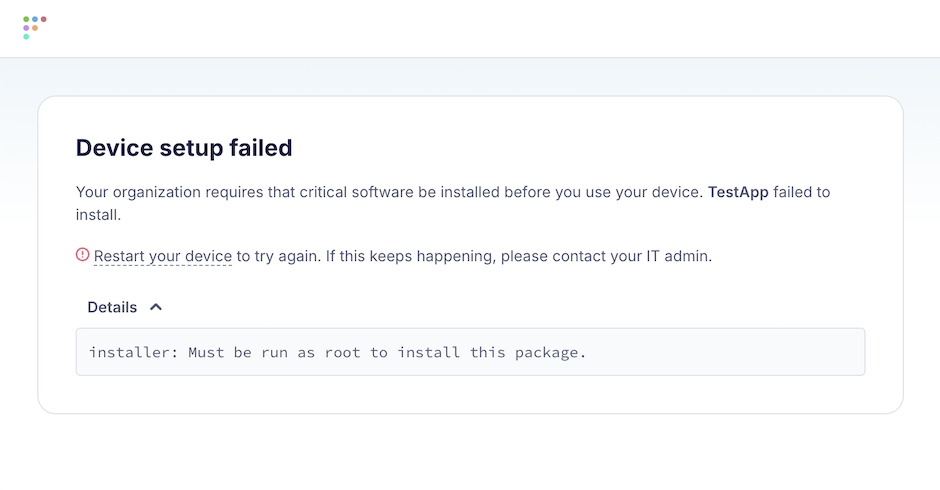 Device setup failed
Your organization requires that critical software be installed before you use your device. TestApp failed to
install.
Restart your device to try again. If this keeps happening, please contact your IT admin.
Details
installer: Must be run as root to install this package.